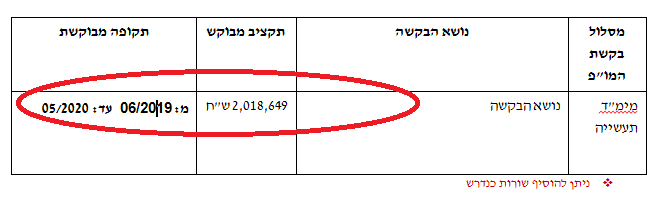 מסלול בקשת המו״פ	נושא הבקשה	תקציב מבוקש	תקופה מבוקשת
מימ״ד תעשייה	נושא הבקשה	2,018,649 ש״ח	מ: 06/2019 עד: 05/2020
ניתן להוסיף שורות כנדרש